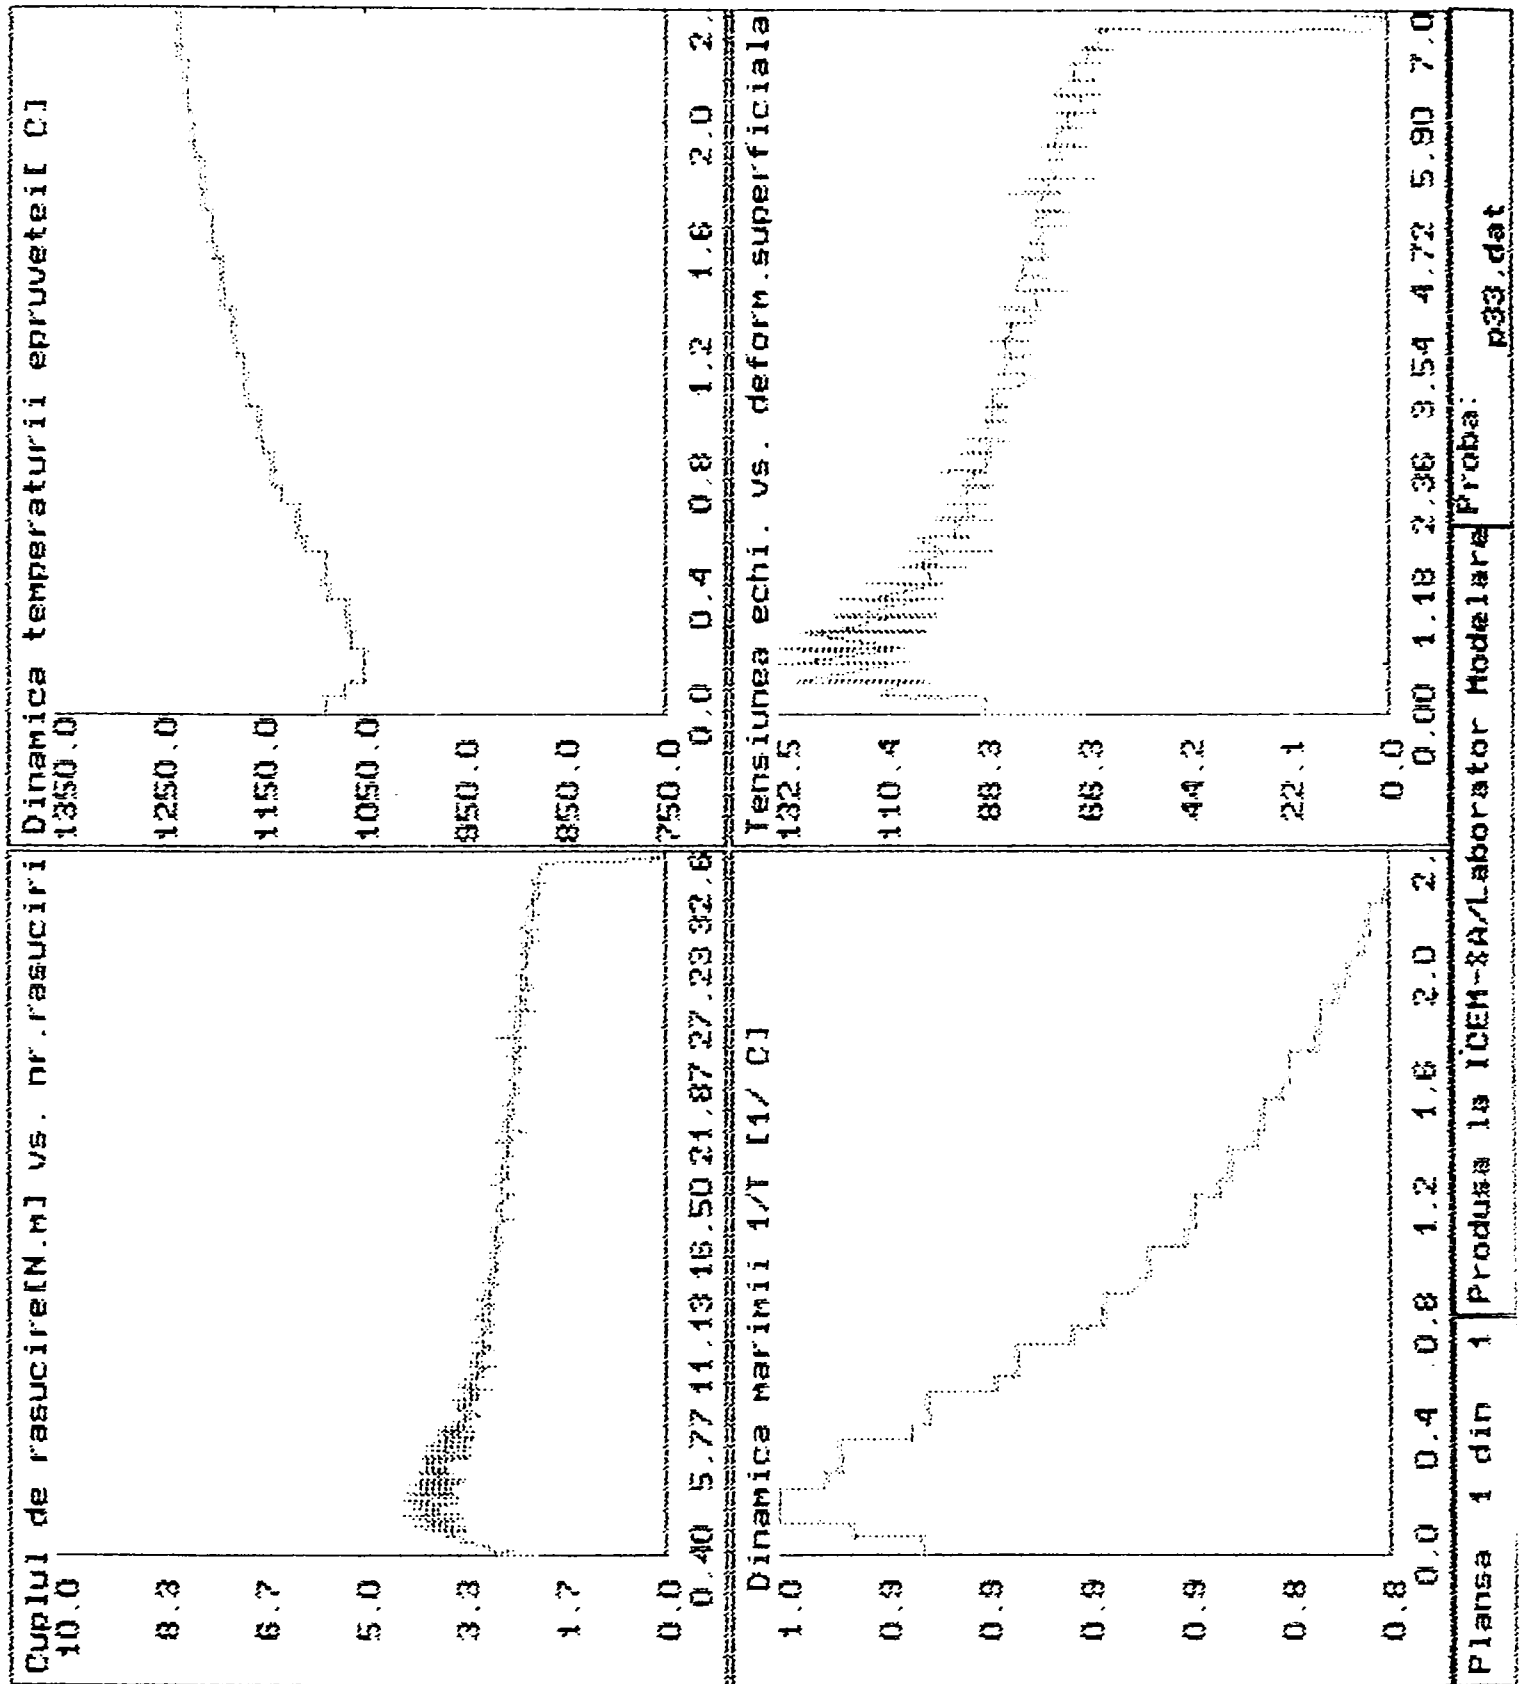 Cuplul de rasucire[N.m] vs. nr.rasuciri
10.0
8.3
6.7
5.0
3.3
1.7
0.0
0.40 5.77 11.13 16.50 21.87 27.23 32.6
Dinamica temperaturii epruvetei[ C]
1350.0
1250.0
1150.0
1050.0
950.0
850.0
750.0
0.0 0.4 0.8 1.2 1.6 2.0 2.
Dinamica marimii 1/T [1/ C]
1.0
0.9
0.9
0.9
0.9
0.8
0.8
0.0 0.4 0.8 1.2 1.6 2.0 2.
Tensiunea echi. vs. deform.superficiala
132.5
110.4
88.3
66.3
44.2
22.1
0.0
0.00 1.18 2.36 3.54 4.72 5.90 7.0
Plansa 1 din 1
Produsa la ICEM-SA/Laborator Modelare
Proba:
p33.dat